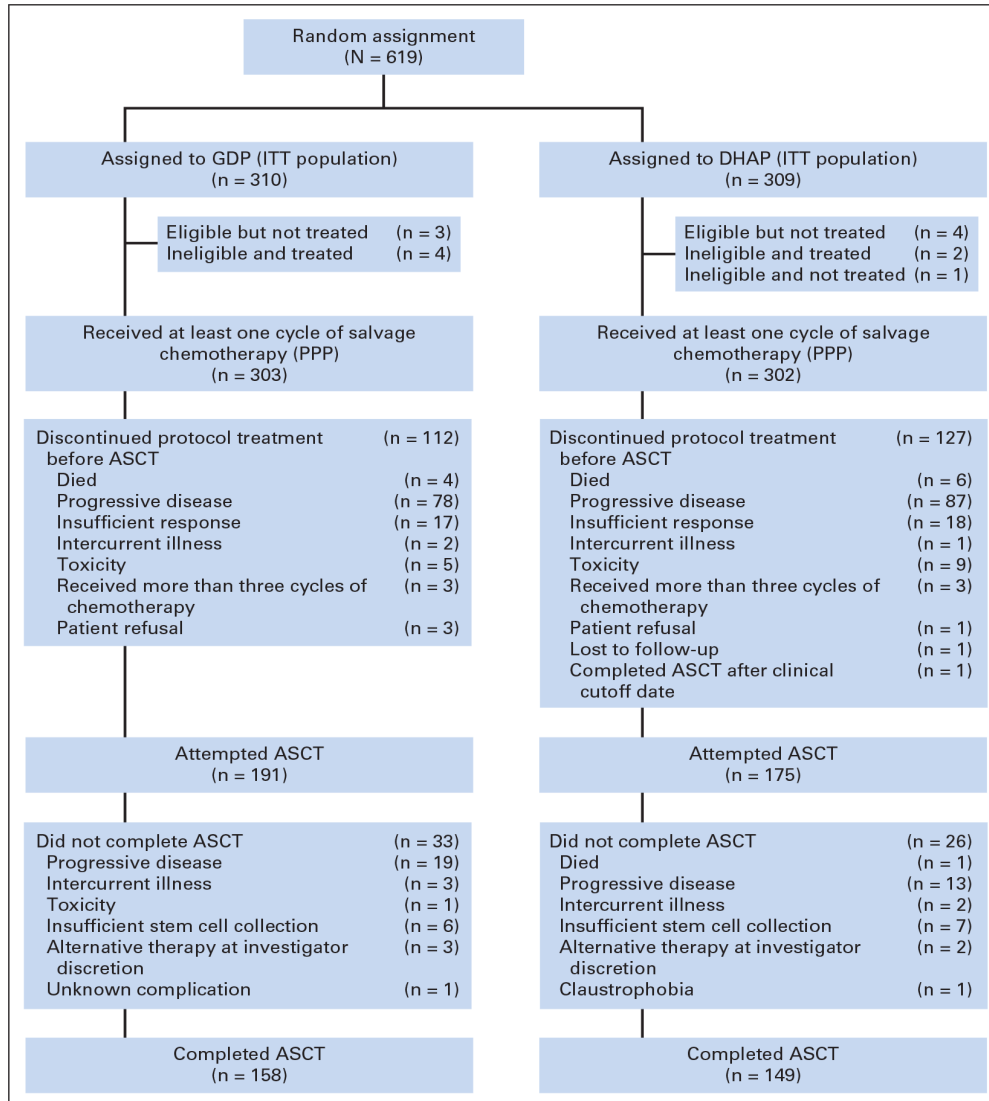 Random assignment
(N = 619)
Assigned to GDP (ITT population)
(n = 310)
Assigned to DHAP (ITT population)
(n = 309)
Eligible but not treated (n = 3)
Ineligible and treated (n = 4)
Eligible but not treated (n = 4)
Ineligible and treated (n = 2)
Ineligible and not treated (n = 1)
Received at least one cycle of salvage
chemotherapy (PPP)
(n = 303)
Received at least one cycle of salvage
chemotherapy (PPP)
(n = 302)
Discontinued protocol treatment (n = 112)
before ASCT
Died (n = 4)
Progressive disease (n = 78)
Insufficient response (n = 17)
Intercurrent illness (n = 2)
Toxicity (n = 5)
Received more than three cycles of (n = 3)
chemotherapy
Patient refusal (n = 3)
Discontinued protocol treatment (n = 127)
before ASCT
Died (n = 6)
Progressive disease (n = 87)
Insufficient response (n = 18)
Intercurrent illness (n = 1)
Toxicity (n = 9)
Received more than three cycles of (n = 3)
chemotherapy
Patient refusal (n = 1)
Lost to follow-up (n = 1)
Completed ASCT after clinical (n = 1)
cutoff date
Attempted ASCT
(n = 191)
Attempted ASCT
(n = 175)
Did not complete ASCT (n = 33)
Progressive disease (n = 19)
Intercurrent illness (n = 3)
Toxicity (n = 1)
Insufficient stem cell collection (n = 6)
Alternative therapy at investigator (n = 3)
discretion
Unknown complication (n = 1)
Did not complete ASCT (n = 26)
Died (n = 1)
Progressive disease (n = 13)
Intercurrent illness (n = 2)
Insufficient stem cell collection (n = 7)
Alternative therapy at investigator (n = 2)
discretion
Claustrophobia (n = 1)
Completed ASCT
(n = 158)
Completed ASCT
(n = 149)